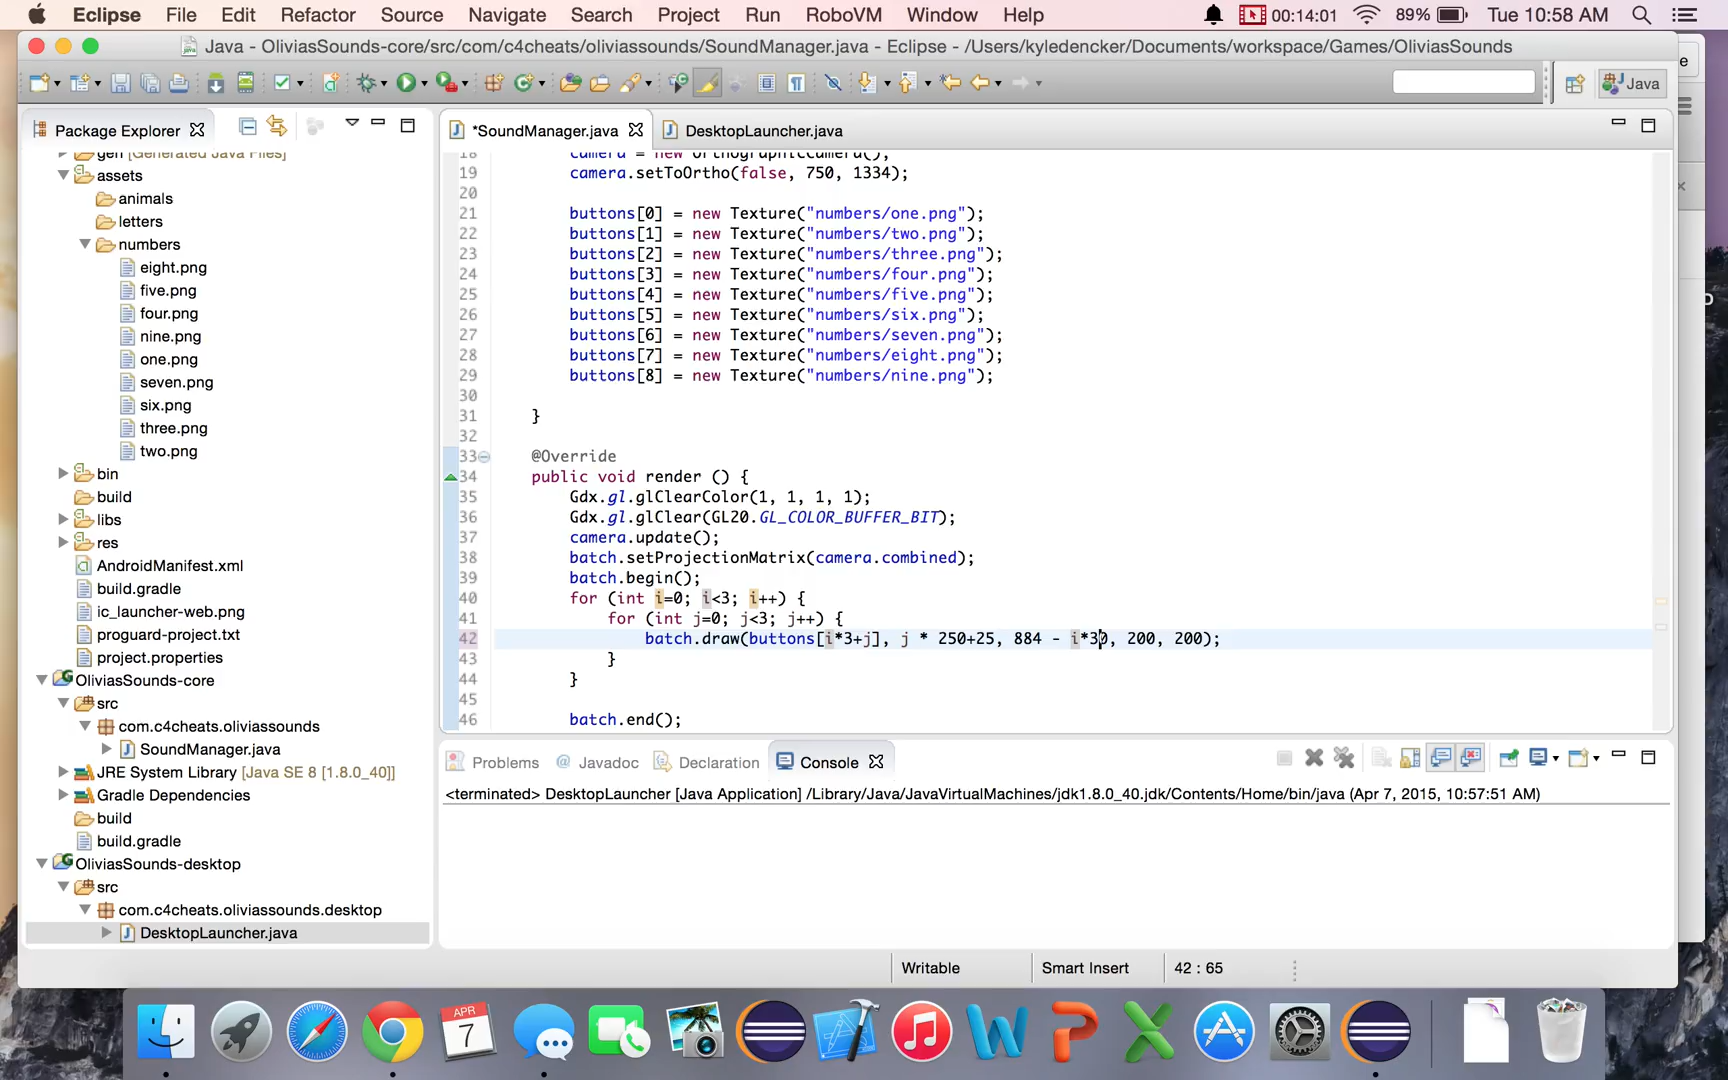 Eclipse File Edit Refactor Source Navigate Search Project Run RoboVM Window Help 00:14:01 89% Tue 10:58 AM
Java - OliviasSounds-core/src/com/c4cheats/oliviassounds/SoundManager.java - Eclipse - /Users/kyledencker/Documents/workspace/Games/OliviasSounds
Java
Package Explorer
gen [Generated Java Files]
assets
animals
letters
numbers
eight.png
five.png
four.png
nine.png
one.png
seven.png
six.png
three.png
two.png
bin
build
libs
res
AndroidManifest.xml
build.gradle
ic_launcher-web.png
proguard-project.txt
project.properties
OliviasSounds-core
src
com.c4cheats.oliviassounds
SoundManager.java
JRE System Library [Java SE 8 [1.8.0_40]]
Gradle Dependencies
build
build.gradle
OliviasSounds-desktop
src
com.c4cheats.oliviassounds.desktop
DesktopLauncher.java
*SoundManager.java DesktopLauncher.java
18 camera = new OrthographicCamera();
19 camera.setToOrtho(false, 750, 1334);
20
21 buttons[0] = new Texture("numbers/one.png");
22 buttons[1] = new Texture("numbers/two.png");
23 buttons[2] = new Texture("numbers/three.png");
24 buttons[3] = new Texture("numbers/four.png");
25 buttons[4] = new Texture("numbers/five.png");
26 buttons[5] = new Texture("numbers/six.png");
27 buttons[6] = new Texture("numbers/seven.png");
28 buttons[7] = new Texture("numbers/eight.png");
29 buttons[8] = new Texture("numbers/nine.png");
30
31 }
32
33 @Override
34 public void render () {
35 Gdx.gl.glClearColor(1, 1, 1, 1);
36 Gdx.gl.glClear(GL20.GL_COLOR_BUFFER_BIT);
37 camera.update();
38 batch.setProjectionMatrix(camera.combined);
39 batch.begin();
40 for (int i=0; i<3; i++) {
41 for (int j=0; j<3; j++) {
42 batch.draw(buttons[i*3+j], j * 250+25, 884 - i*30, 200, 200);
43 }
44 }
45
46 batch.end();
Problems Javadoc Declaration Console
<terminated> DesktopLauncher [Java Application] /Library/Java/JavaVirtualMachines/jdk1.8.0_40.jdk/Contents/Home/bin/java (Apr 7, 2015, 10:57:51 AM)
Writable Smart Insert 42 : 65
APR
7